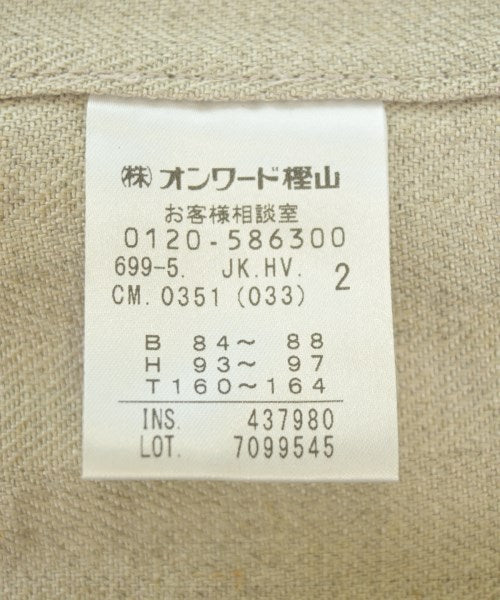 ㈱オンワード樫山
お客様相談室
0120-586300
699-5. JK.HV. 2
CM. 0351 (033)
B 84～ 88
H 93～ 97
T 160～164
INS. 437980
LOT. 7099545